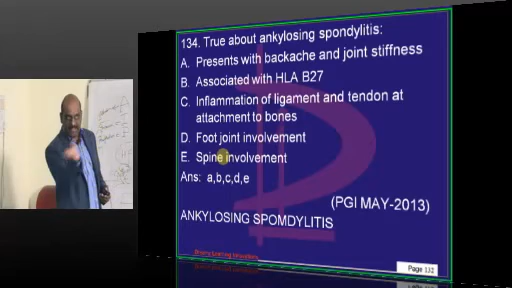 134. True about ankylosing spondylitis:
A. Presents with backache and joint stiffness
B. Associated with HLA B27
C. Inflammation of ligament and tendon at
attachment to bones
D. Foot joint involvement
E. Spine involvement
Ans: a,b,c,d,e
(PGI MAY-2013)
ANKYLOSING SPOMDYLITIS
Page 132